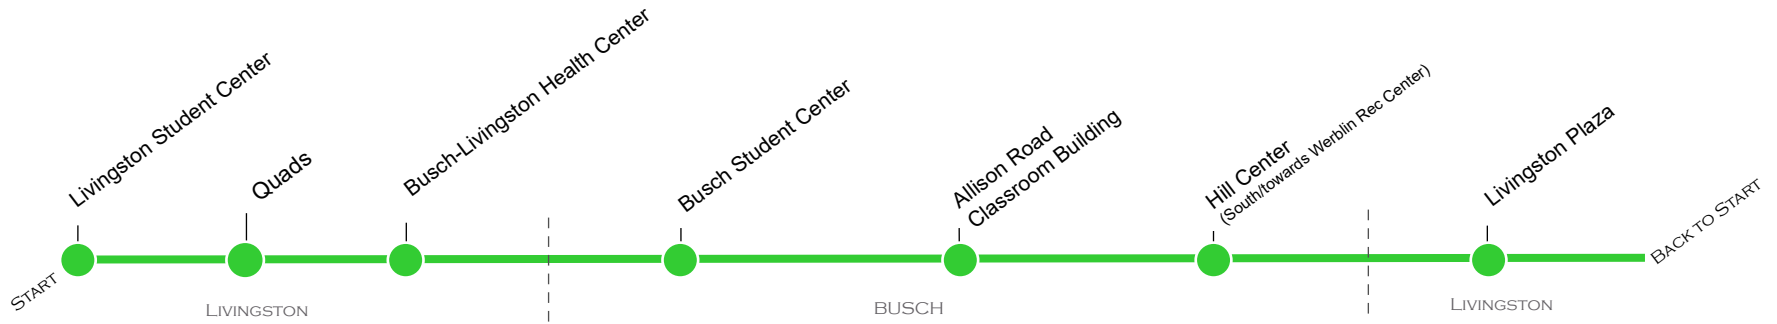 START
Livingston Student Center
Quads
Busch-Livingston Health Center
Busch Student Center
Allison Road
Classroom Building
Hill Center
(South/towards Werblin Rec Center)
Livingston Plaza
BACK TO START
LIVINGSTON
BUSCH
LIVINGSTON